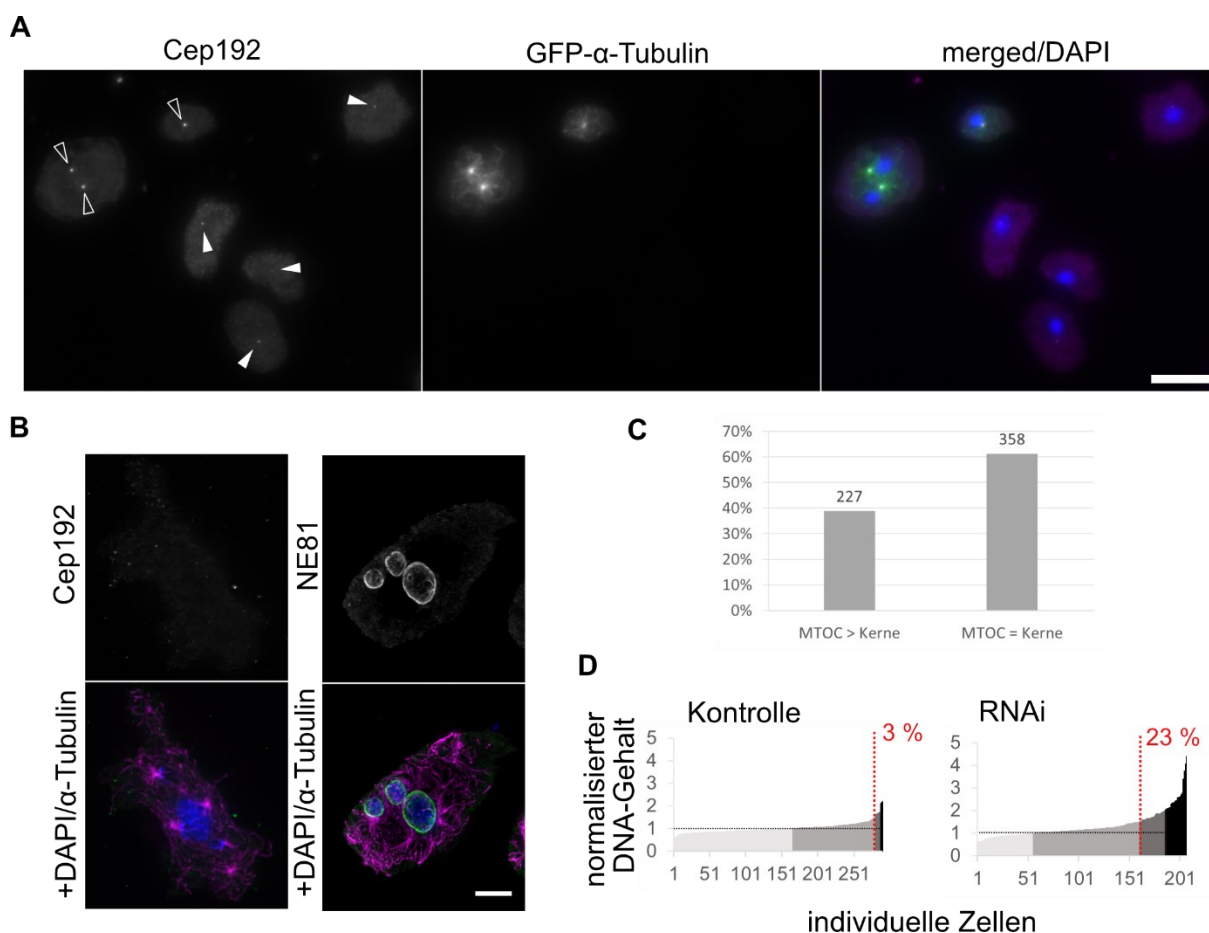 A
Cep192
GFP-α-Tubulin
merged/DAPI
B
Cep192
+DAPI/α-Tubulin
NE81
+DAPI/α-Tubulin
C
70%
60%
50%
40%
30%
20%
10%
0%
227
358
MTOC > Kerne
MTOC = Kerne
D
normalisierter
DNA-Gehalt
Kontrolle
3 %
5
4
3
2
1
0
1 51 101 151 201 251
RNAi
23 %
5
4
3
2
1
0
1 51 101 151 201
individuelle Zellen